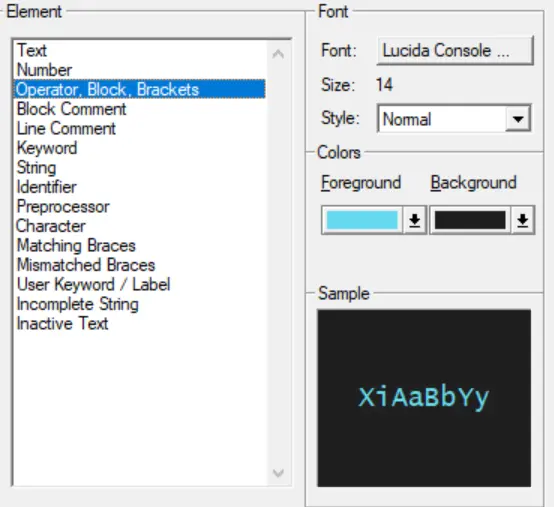 Element
Text
Number
Operator, Block, Brackets
Block Comment
Line Comment
Keyword
String
Identifier
Preprocessor
Character
Matching Braces
Mismatched Braces
User Keyword / Label
Incomplete String
Inactive Text
Font
Font: Lucida Console ...
Size: 14
Style: Normal
Colors
Foreground Background
Sample
XiAaBbYy